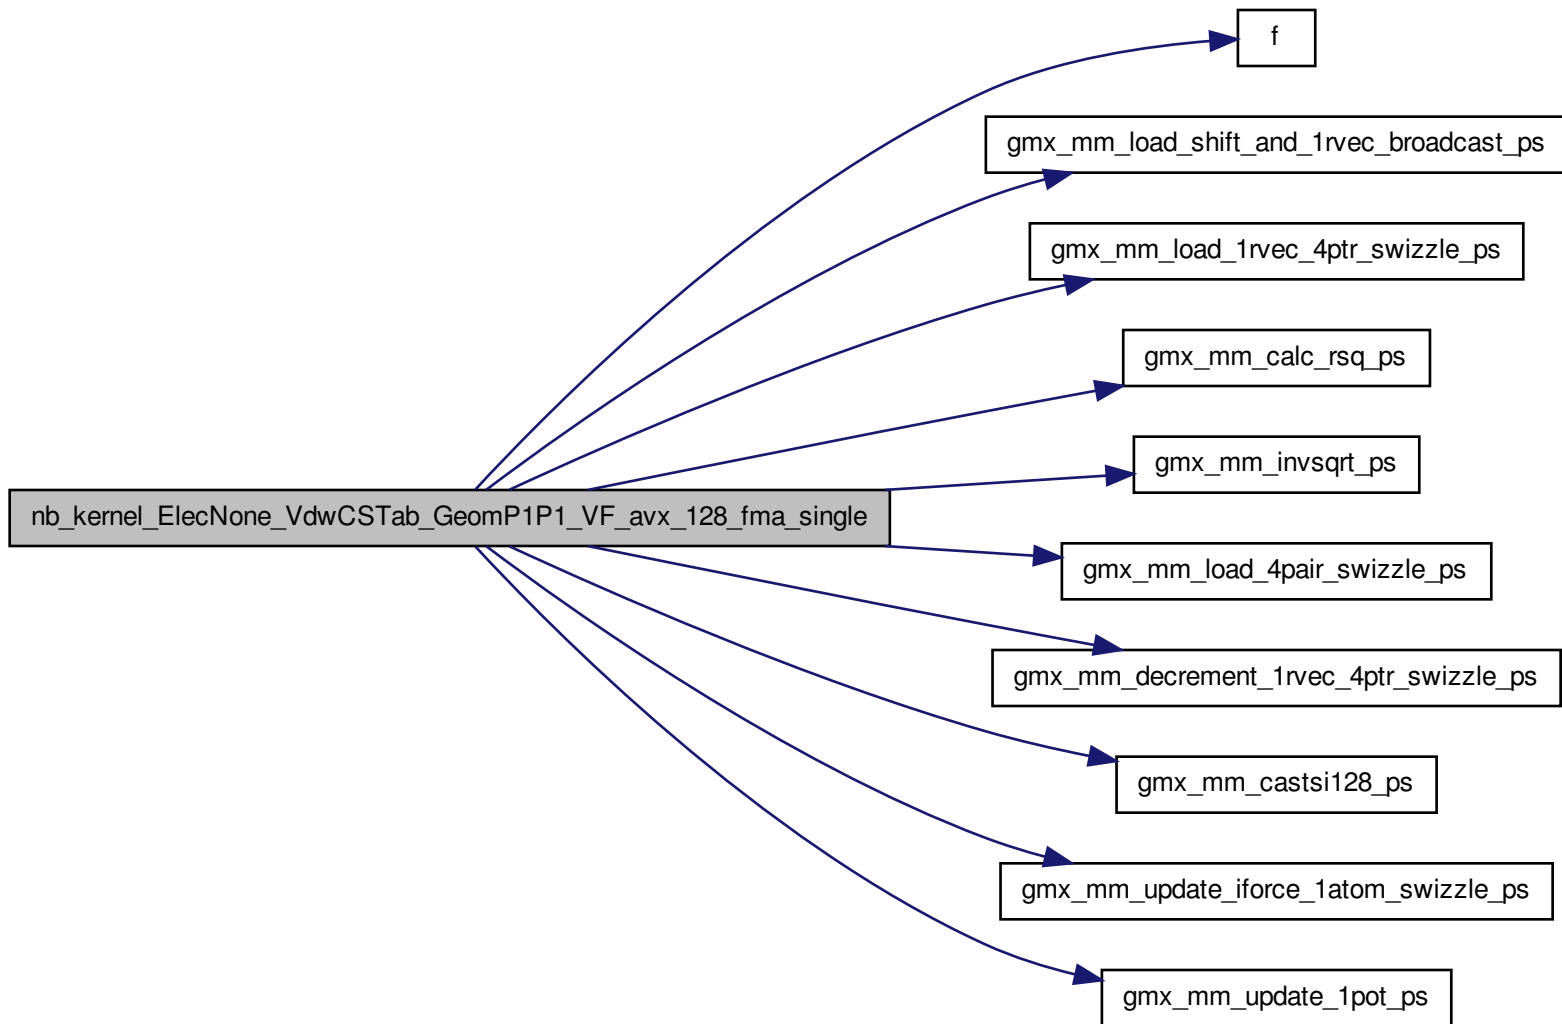 f
gmx_mm_load_shift_and_1rvec_broadcast_ps
gmx_mm_load_1rvec_4ptr_swizzle_ps
gmx_mm_calc_rsq_ps
gmx_mm_invsqrt_ps
nb_kernel_ElecNone_VdwCSTab_GeomP1P1_VF_avx_128_fma_single
gmx_mm_load_4pair_swizzle_ps
gmx_mm_decrement_1rvec_4ptr_swizzle_ps
gmx_mm_castsi128_ps
gmx_mm_update_iforce_1atom_swizzle_ps
gmx_mm_update_1pot_ps